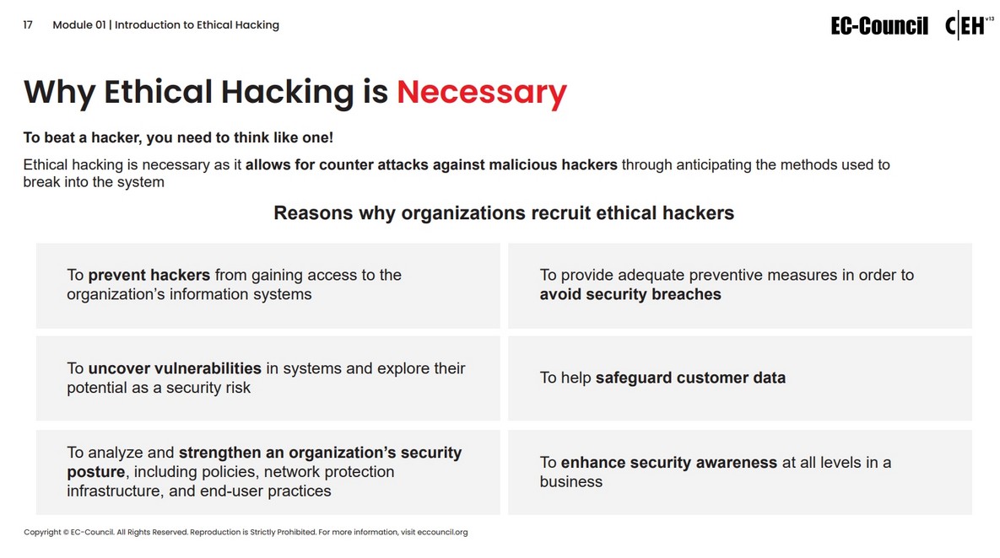 17 Module 01 | Introduction to Ethical Hacking
EC-Council C|EH v13
Why Ethical Hacking is Necessary
To beat a hacker, you need to think like one!
Ethical hacking is necessary as it allows for counter attacks against malicious hackers through anticipating the methods used to
break into the system
Reasons why organizations recruit ethical hackers
To prevent hackers from gaining access to the
organization’s information systems
To provide adequate preventive measures in order to
avoid security breaches
To uncover vulnerabilities in systems and explore their
potential as a security risk
To help safeguard customer data
To analyze and strengthen an organization’s security
posture, including policies, network protection
infrastructure, and end-user practices
To enhance security awareness at all levels in a
business
Copyright © EC-Council. All Rights Reserved. Reproduction is Strictly Prohibited. For more information, visit eccouncil.org